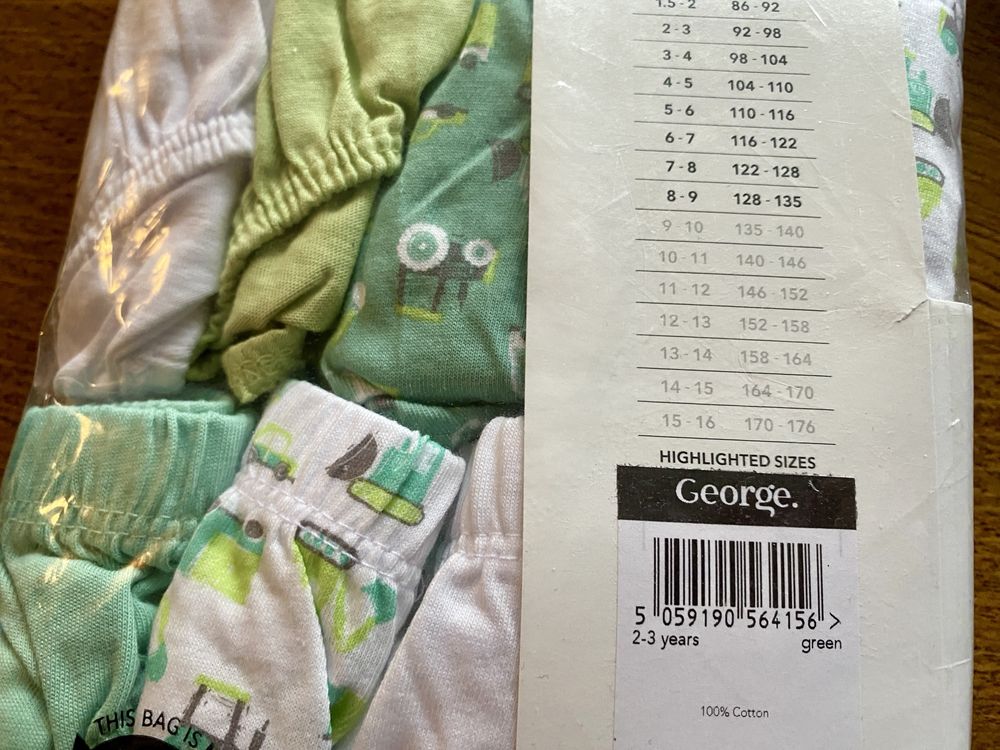 1.5-2 86-92
2-3 92-98
3-4 98-104
4-5 104-110
5-6 110-116
6-7 116-122
7-8 122-128
8-9 128-135
9-10 135-140
10-11 140-146
11-12 146-152
12-13 152-158
13-14 158-164
14-15 164-170
15-16 170-176
HIGHLIGHTED SIZES
George.
5 059190 564156 >
2-3 years green
100% Cotton
THIS BAG IS